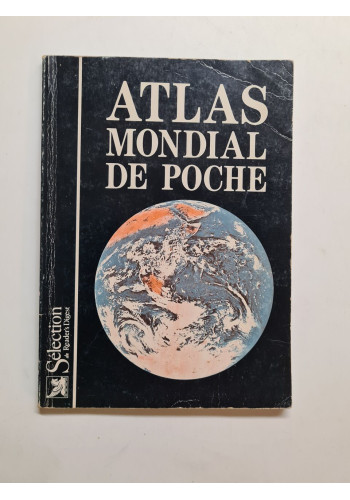 ATLAS
MONDIAL
DE POCHE
Sélection
du Reader's Digest